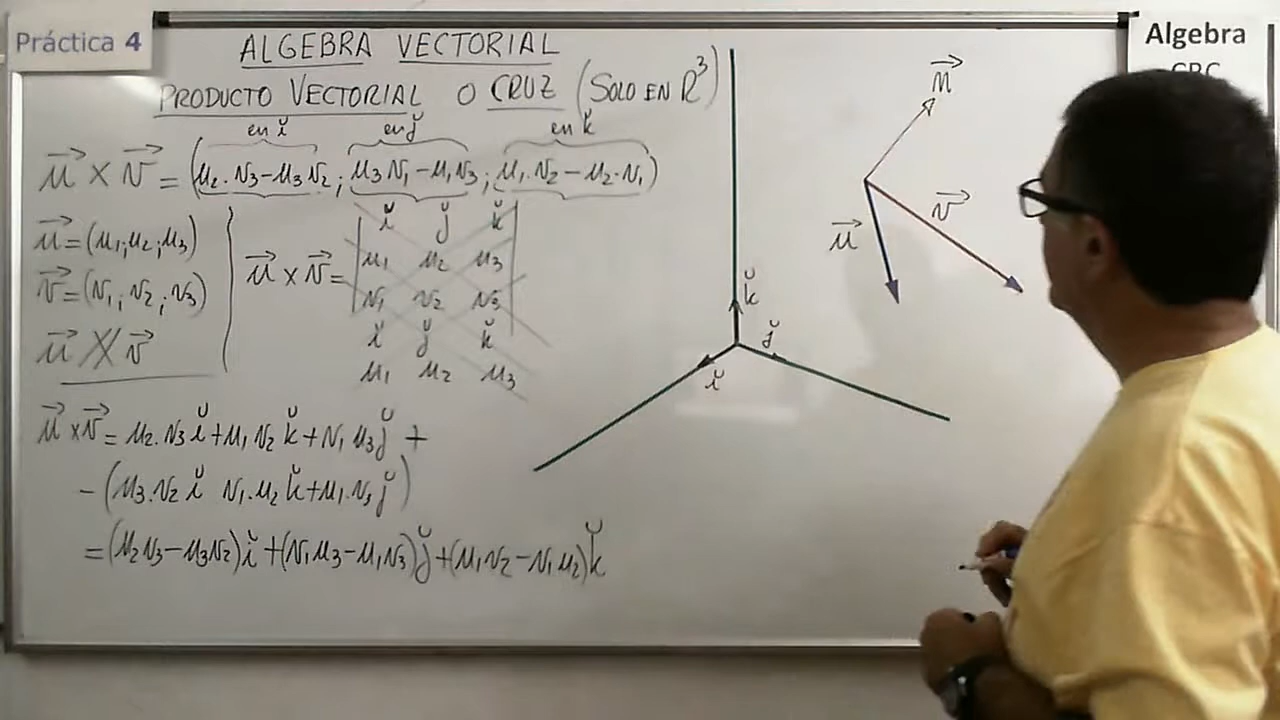 Práctica 4
ALGEBRA VECTORIAL
PRODUCTO VECTORIAL O CRUZ (SOLO EN R³)
en ĭ en j̆ en k̆
u⃗ × v⃗ = (u₂·v₃−u₃v₂; u₃v₁−u₁v₃; u₁·v₂−u₂·v₁)
u⃗=(u₁;u₂;u₃)
v⃗=(v₁;v₂;v₃)
u⃗ X v⃗
ĭ j̆ k̆
u₁ u₂ u₃
u⃗ × v⃗=
v₁ v₂ v₃
ĭ j̆ k̆
u₁ u₂ u₃
u⃗ × v⃗= u₂.v₃ ĭ+u₁ v₂ k̆+v₁ u₃ j̆ +
−(u₃.v₂ ĭ v₁.u₂ k̆+u₁.v₃ j̆)
=(u₂v₃−u₃v₂)ĭ+(v₁u₃−u₁v₃)j̆+(u₁v₂−v₁u₂)k̆
k̆
j̆
ĭ
M⃗
v⃗
u⃗
Algebra
CBC